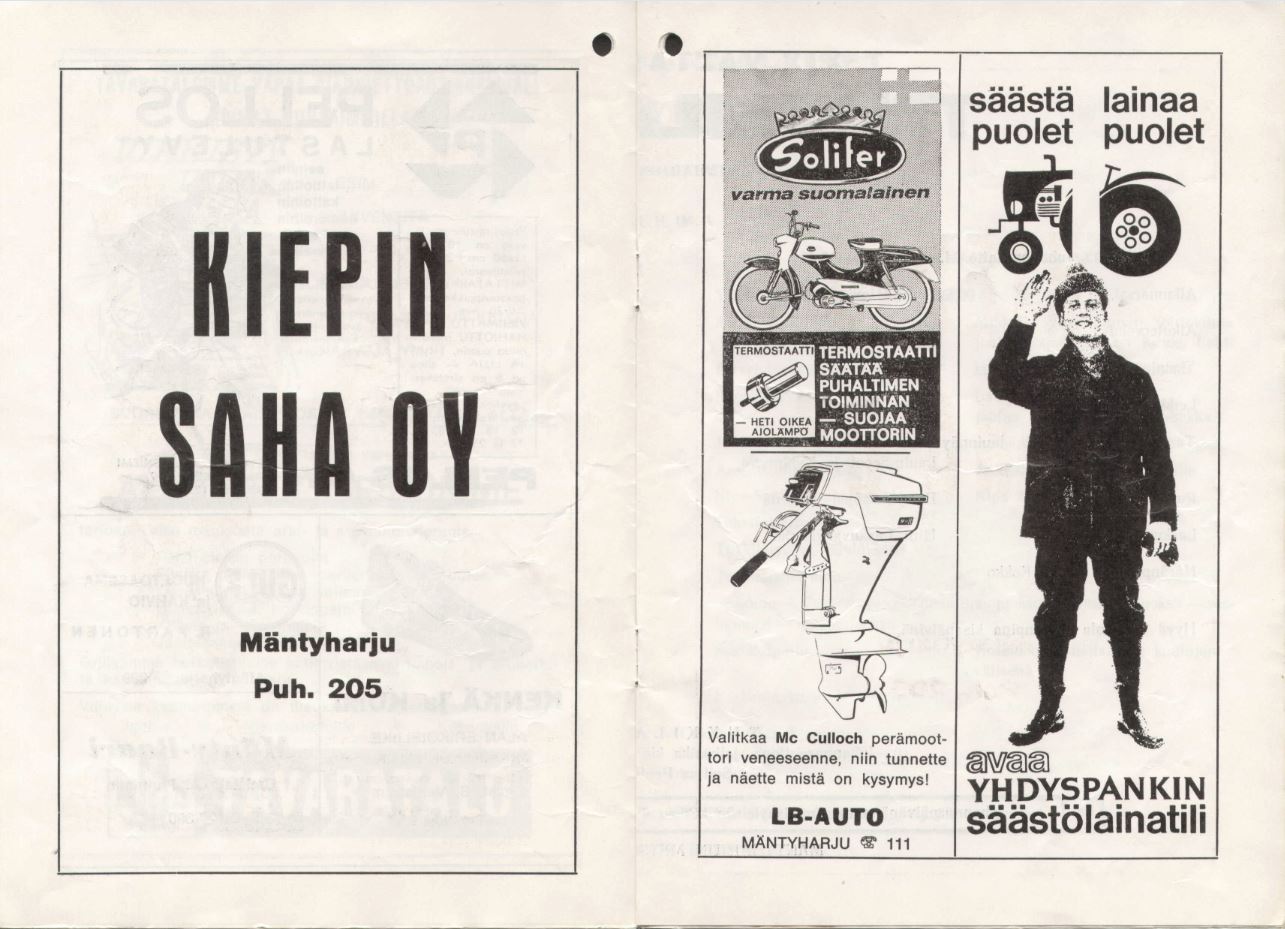 KIEPIN
SAHA OY
Mäntyharju
Puh. 205
Solifer
varma suomalainen
TERMOSTAATTI
— HETI OIKEA
AJOLÄMPÖ
TERMOSTAATTI
SÄÄTÄÄ
PUHALTIMEN
TOIMINNAN
— SUOJAA
MOOTTORIN
Valitkaa Mc Culloch perämoot-
tori veneeseenne, niin tunnette
ja näette mistä on kysymys!
LB-AUTO
MÄNTYHARJU ☎ 111
säästä lainaa
puolet puolet
avaa
YHDYSPANKIN
säästölainatili